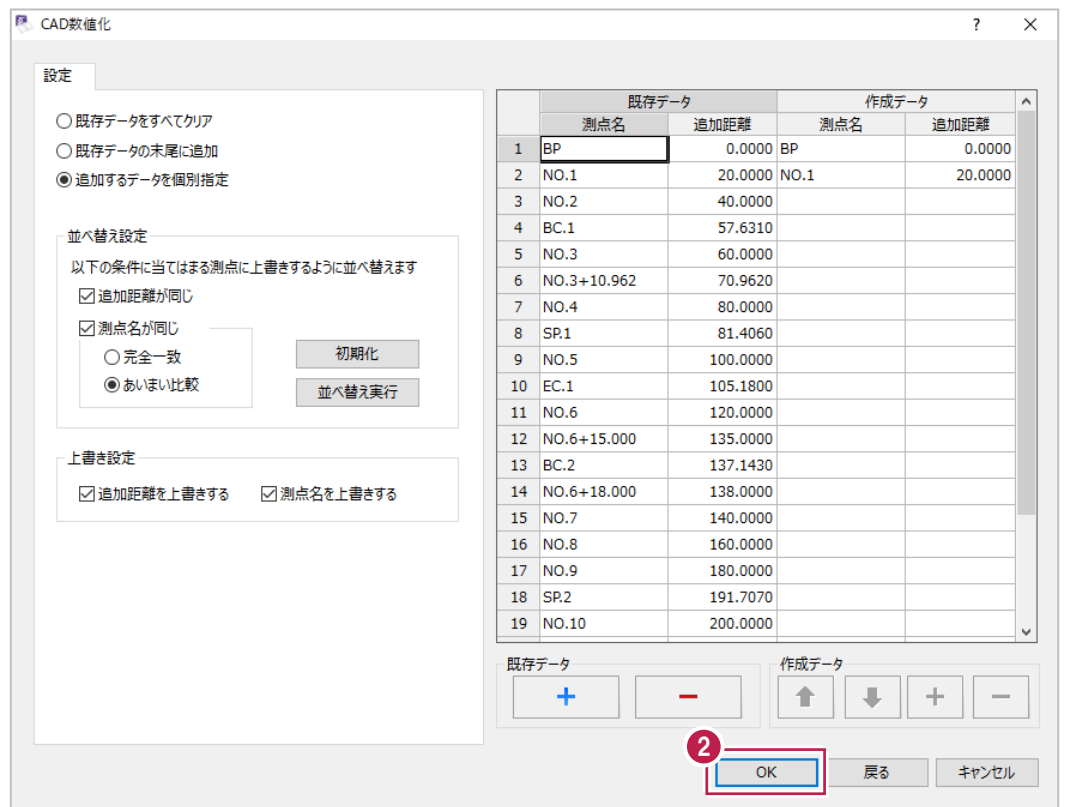 CAD数値化
?
設定
既存データをすべてクリア
既存データの末尾に追加
追加するデータを個別指定
並べ替え設定
以下の条件に当てはまる測点に上書きするように並べ替えます
追加距離が同じ
測点名が同じ
完全一致
あいまい比較
初期化
並べ替え実行
上書き設定
追加距離を上書きする 測点名を上書きする
既存データ 作成データ
測点名 追加距離 測点名 追加距離
1 BP 0.0000 BP 0.0000
2 NO.1 20.0000 NO.1 20.0000
3 NO.2 40.0000
4 BC.1 57.6310
5 NO.3 60.0000
6 NO.3+10.962 70.9620
7 NO.4 80.0000
8 SP.1 81.4060
9 NO.5 100.0000
10 EC.1 105.1800
11 NO.6 120.0000
12 NO.6+15.000 135.0000
13 BC.2 137.1430
14 NO.6+18.000 138.0000
15 NO.7 140.0000
16 NO.8 160.0000
17 NO.9 180.0000
18 SP.2 191.7070
19 NO.10 200.0000
既存データ 作成データ
2
OK 戻る キャンセル